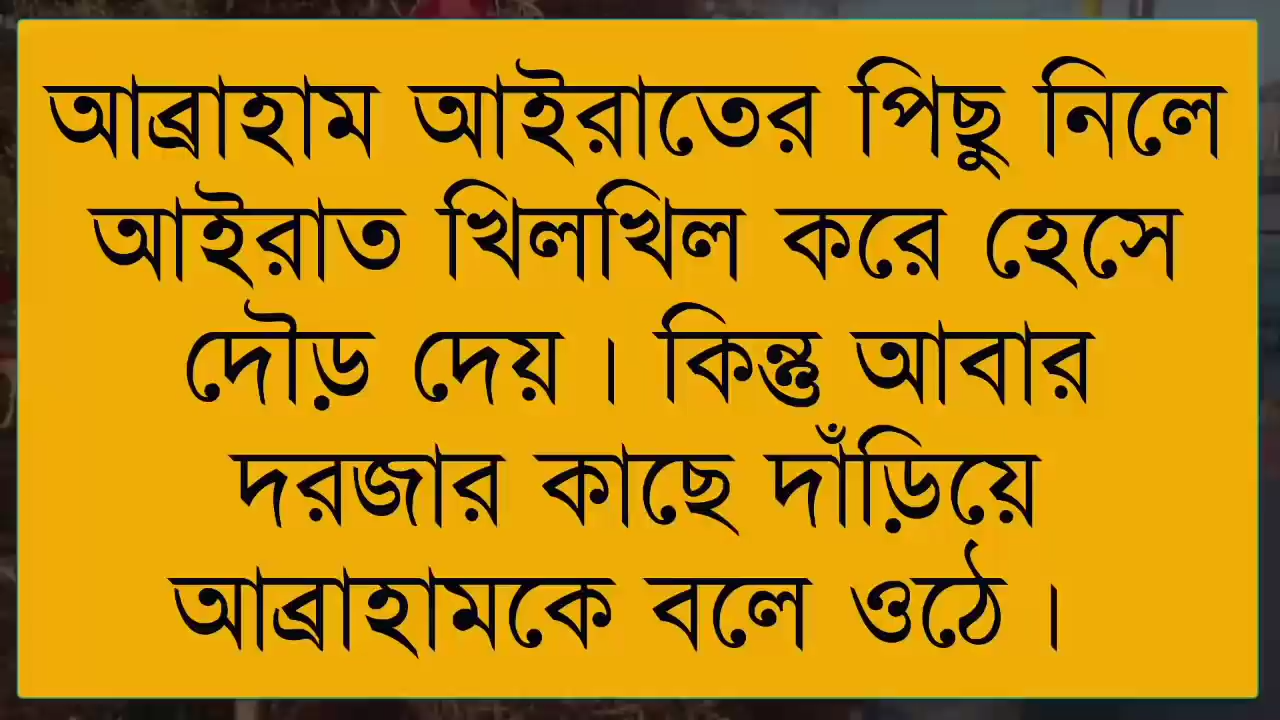 আব্রাহাম আইরাতের পিছু নিলে
আইরাত খিলখিল করে হেসে
দৌড় দেয় । কিন্তু আবার
দরজার কাছে দাঁড়িয়ে
আব্রাহামকে বলে ওঠে ।